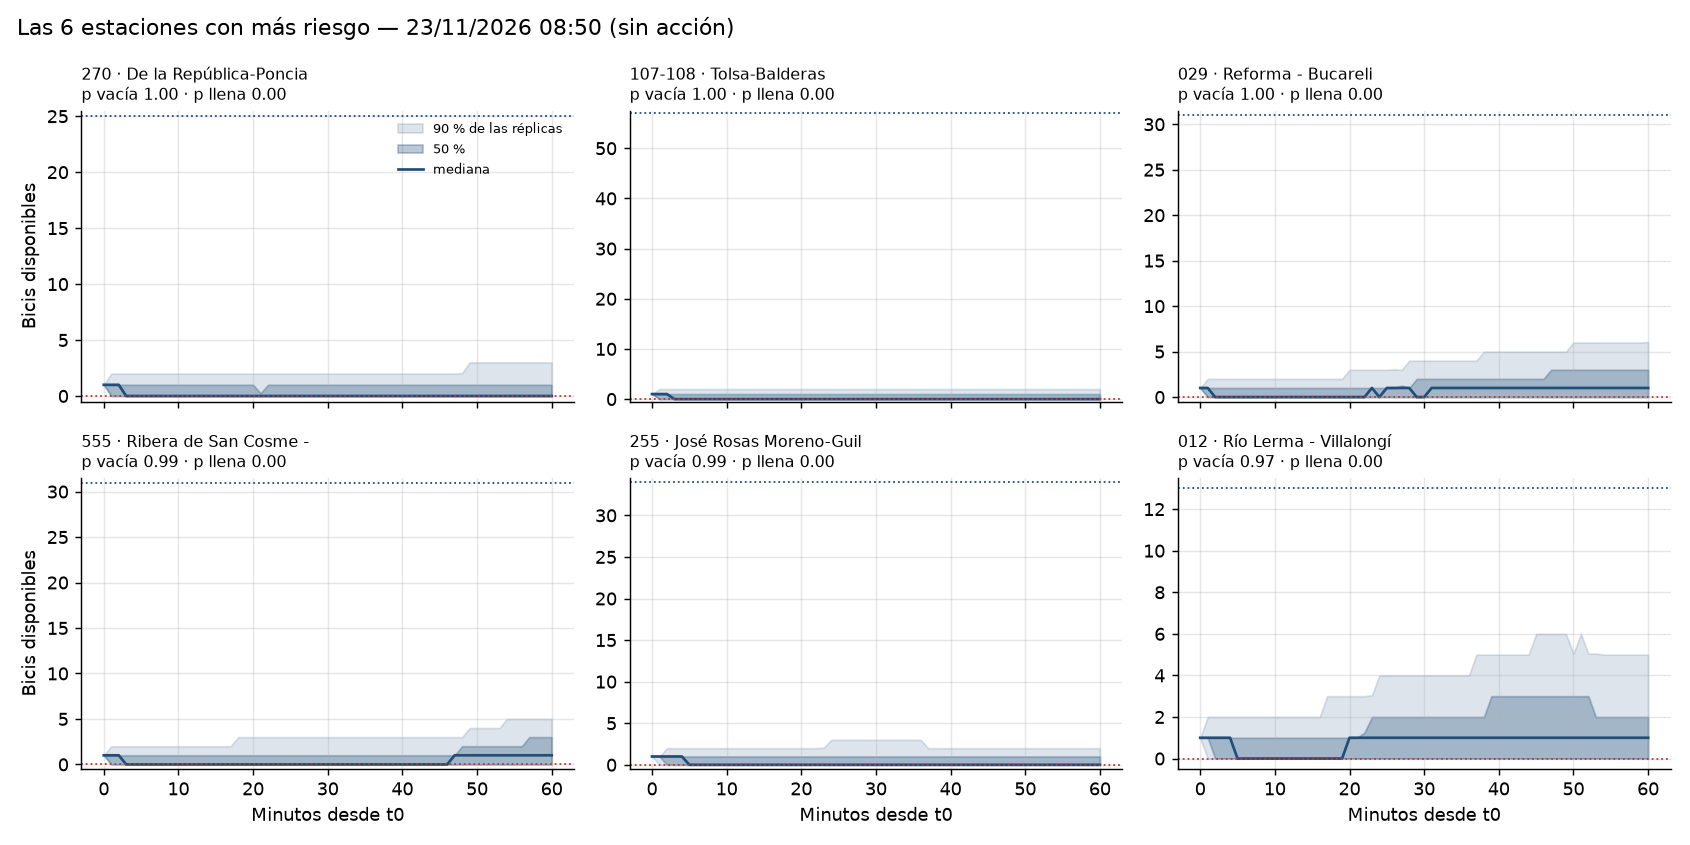 Las 6 estaciones con más riesgo — 23/11/2026 08:50 (sin acción)
270 · De la República-Poncia
p vacía 1.00 · p llena 0.00
25
20
15
10
5
0
Bicis disponibles
90 % de las réplicas
50 %
mediana
107-108 · Tolsa-Balderas
p vacía 1.00 · p llena 0.00
50
40
30
20
10
0
029 · Reforma - Bucareli
p vacía 1.00 · p llena 0.00
30
25
20
15
10
5
0
555 · Ribera de San Cosme -
p vacía 0.99 · p llena 0.00
30
25
20
15
10
5
0
Bicis disponibles
0 10 20 30 40 50 60
Minutos desde t0
255 · José Rosas Moreno-Guil
p vacía 0.99 · p llena 0.00
30
25
20
15
10
5
0
0 10 20 30 40 50 60
Minutos desde t0
012 · Río Lerma - Villalongí
p vacía 0.97 · p llena 0.00
12
10
8
6
4
2
0
0 10 20 30 40 50 60
Minutos desde t0